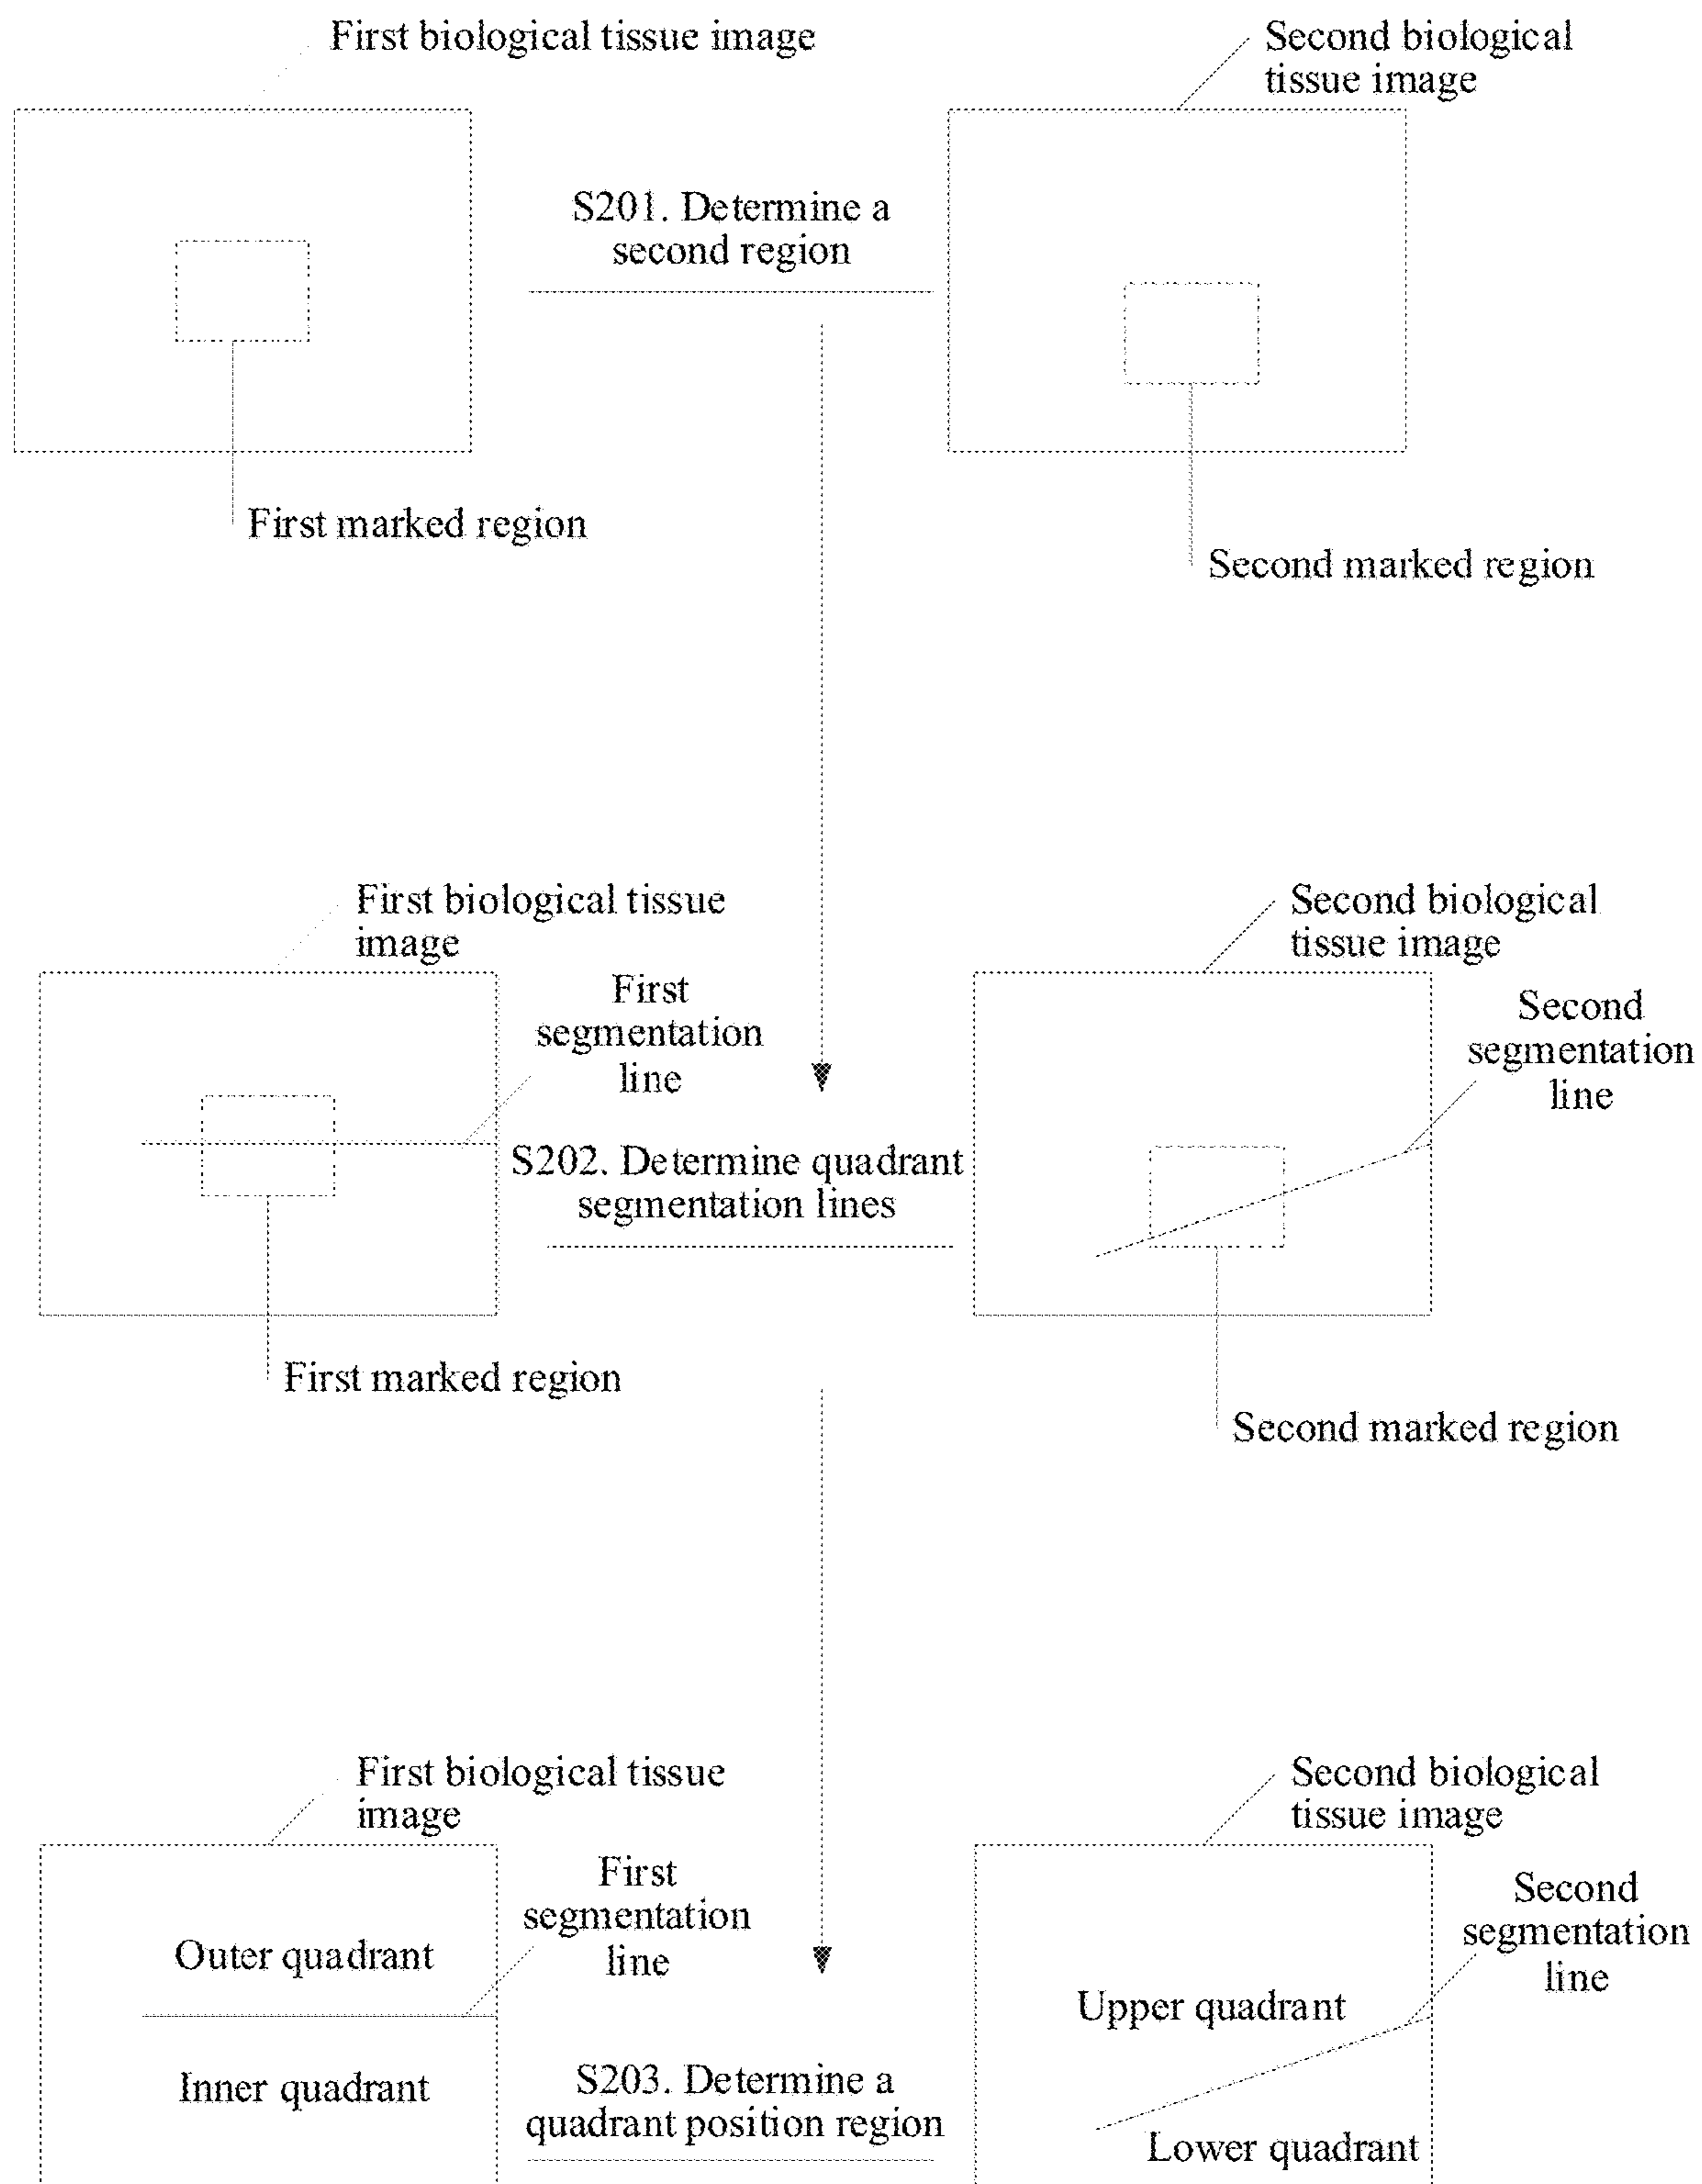 First biological tissue image
Second biological
tissue image
S201. Determine a
second region
First marked region
Second marked region
First biological tissue
image
Second biological
tissue image
First
segmentation
line
Second
segmentation
line
S202. Determine quadrant
segmentation lines
First marked region
Second marked region
First biological tissue
image
Second biological
tissue image
First
segmentation
line
Second
segmentation
line
Outer quadrant
Upper quadrant
Inner quadrant
S203. Determine a
quadrant position region
Lower quadrant